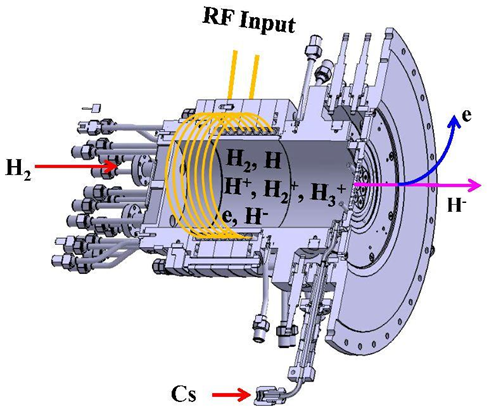 RF Input
H₂
H₂, H
H⁺, H₂⁺, H₃⁺
e, H⁻
e
H⁻
Cs